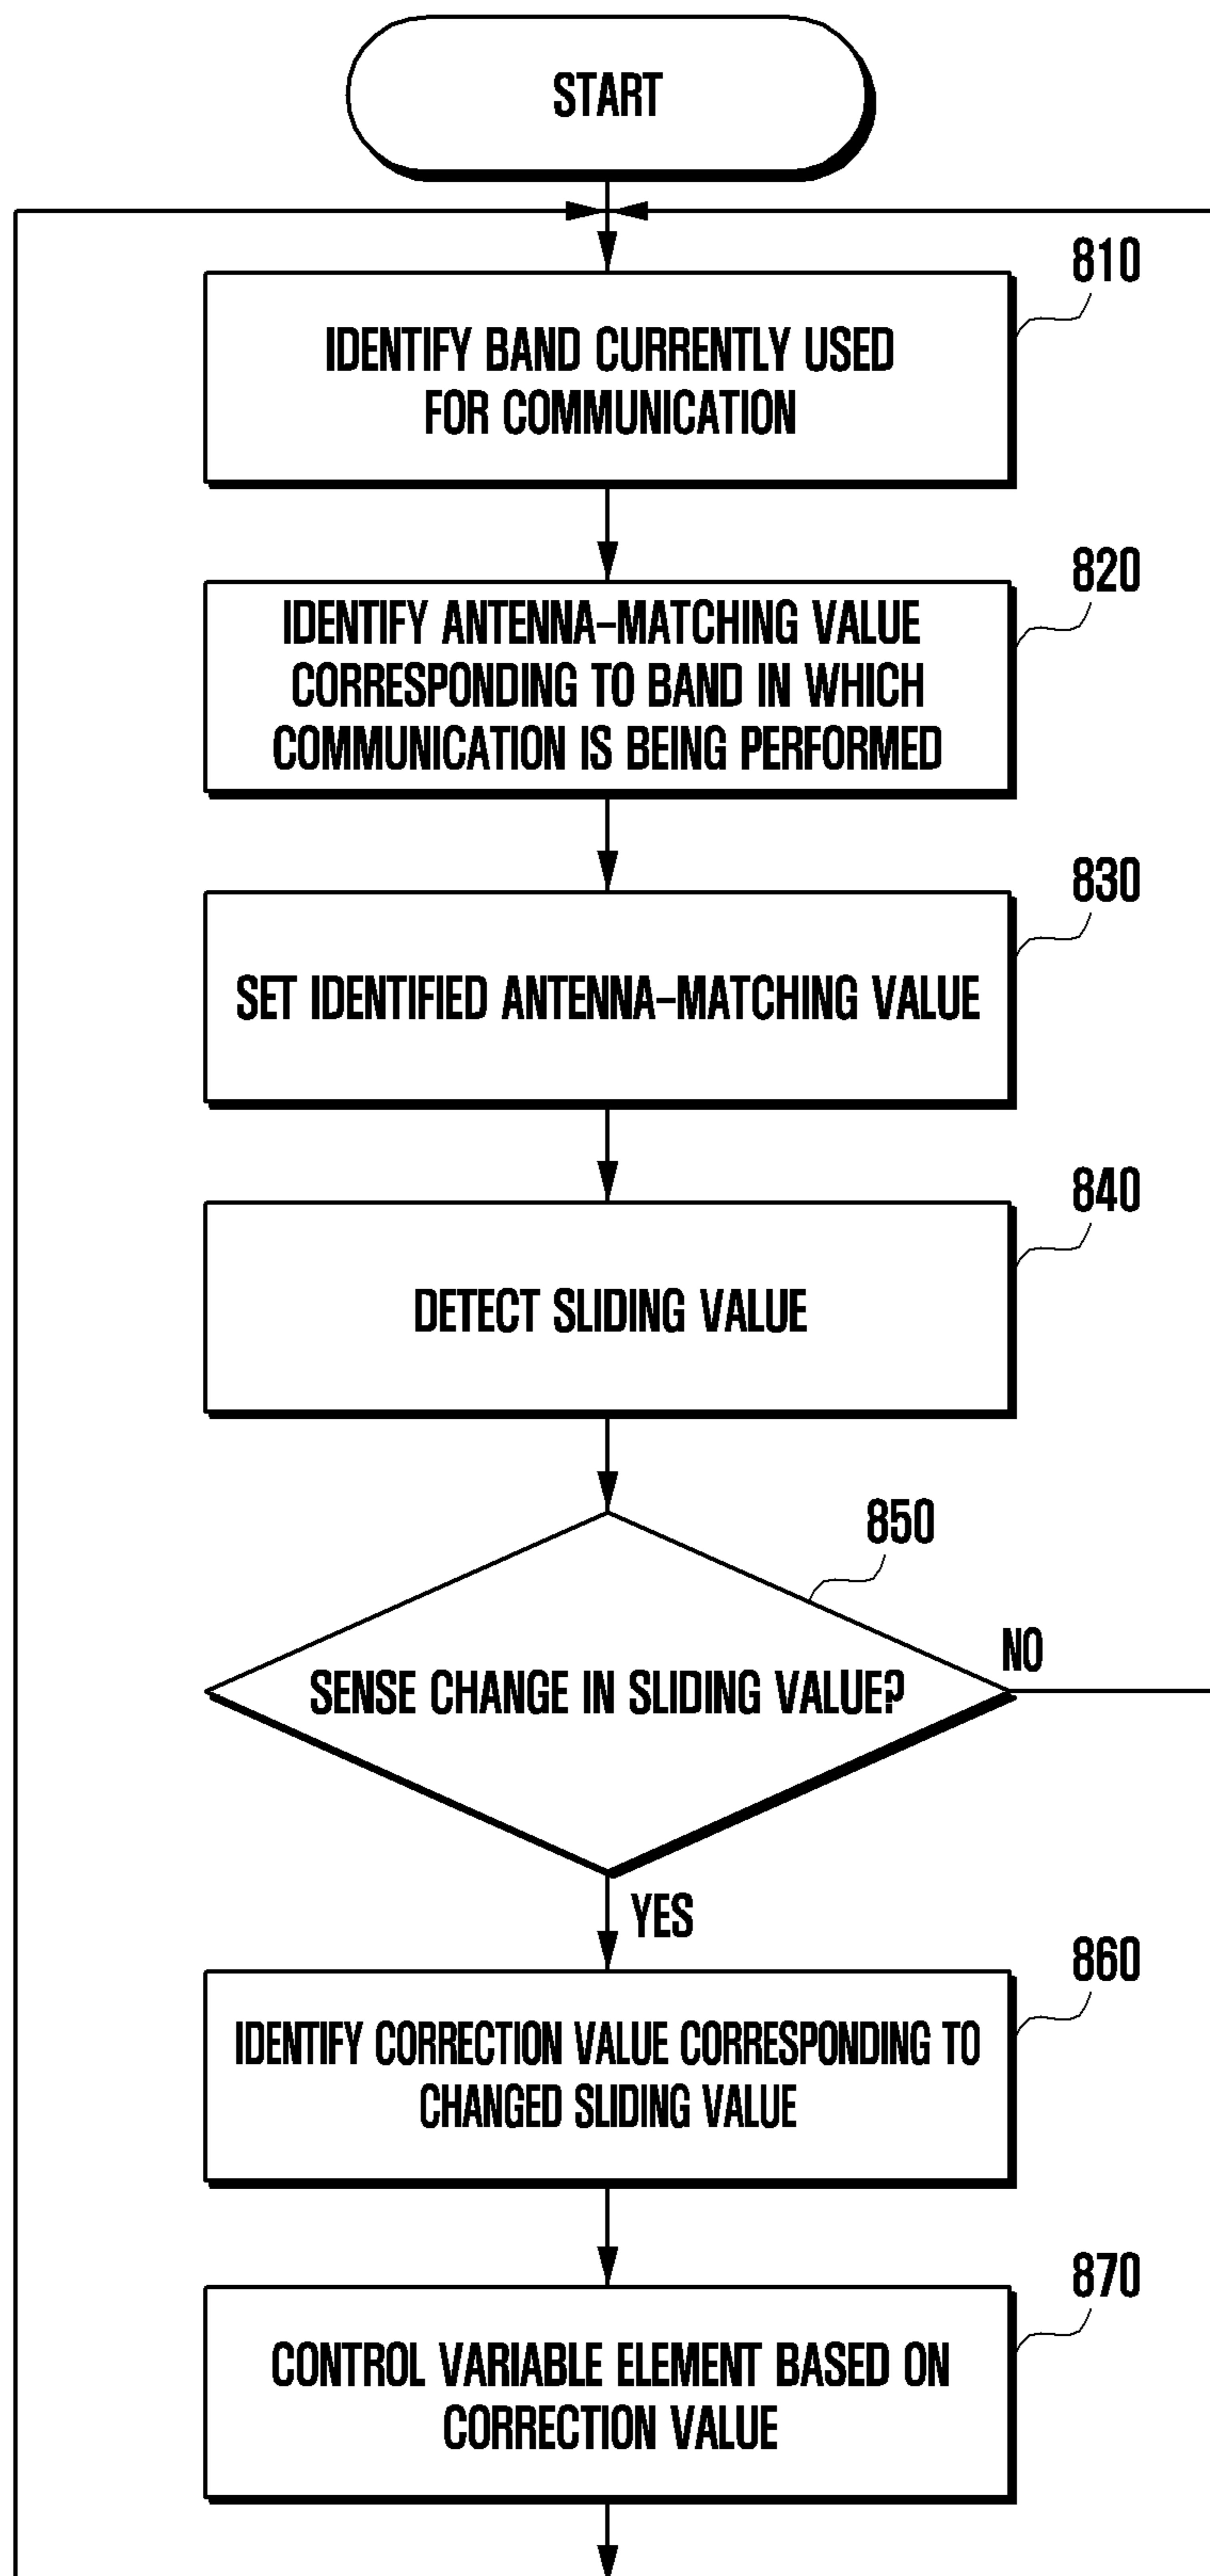 START
810
IDENTIFY BAND CURRENTLY USED
FOR COMMUNICATION
820
IDENTIFY ANTENNA–MATCHING VALUE
CORRESPONDING TO BAND IN WHICH
COMMUNICATION IS BEING PERFORMED
830
SET IDENTIFIED ANTENNA–MATCHING VALUE
840
DETECT SLIDING VALUE
850
SENSE CHANGE IN SLIDING VALUE?
NO
YES
860
IDENTIFY CORRECTION VALUE CORRESPONDING TO
CHANGED SLIDING VALUE
870
CONTROL VARIABLE ELEMENT BASED ON
CORRECTION VALUE